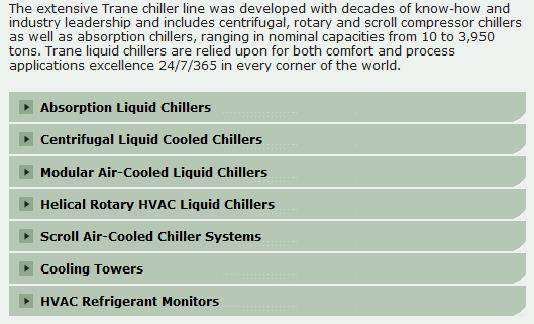 The extensive Trane chiller line was developed with decades of know-how and
industry leadership and includes centrifugal, rotary and scroll compressor chillers
as well as absorption chillers, ranging in nominal capacities from 10 to 3,950
tons. Trane liquid chillers are relied upon for both comfort and process
applications excellence 24/7/365 in every corner of the world.
Absorption Liquid Chillers
Centrifugal Liquid Cooled Chillers
Modular Air-Cooled Liquid Chillers
Helical Rotary HVAC Liquid Chillers
Scroll Air-Cooled Chiller Systems
Cooling Towers
HVAC Refrigerant Monitors